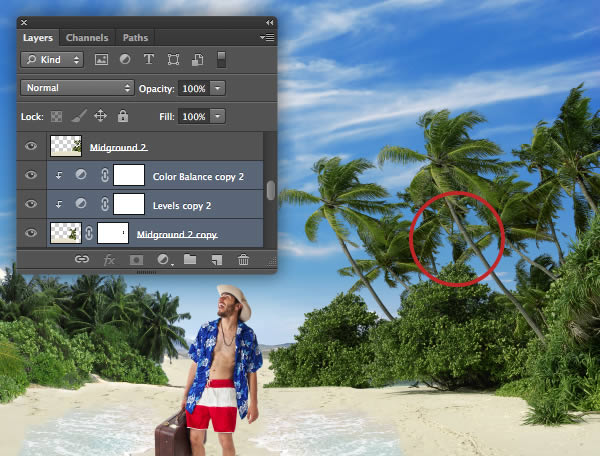 Layers Channels Paths
Kind
Normal Opacity: 100%
Lock: Fill: 100%
Midground 2
Color Balance copy 2
Levels copy 2
Midground 2 copy
fx